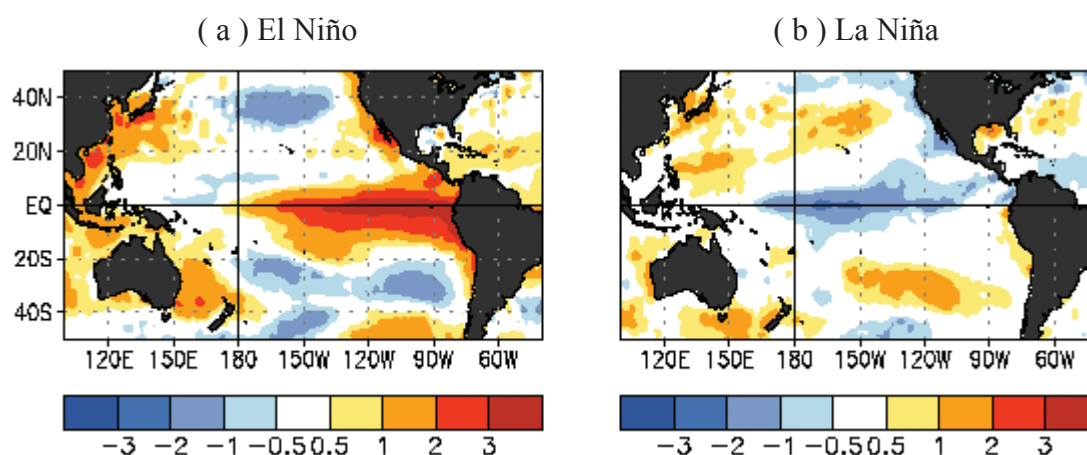 ( a ) El Niño
( b ) La Niña
40N
20N
EQ
20S
40S
120E 150E 180 150W 120W 90W 60W
120E 150E 180 150W 120W 90W 60W
-3 -2 -1 -0.5 0.5 1 2 3
-3 -2 -1 -0.5 0.5 1 2 3